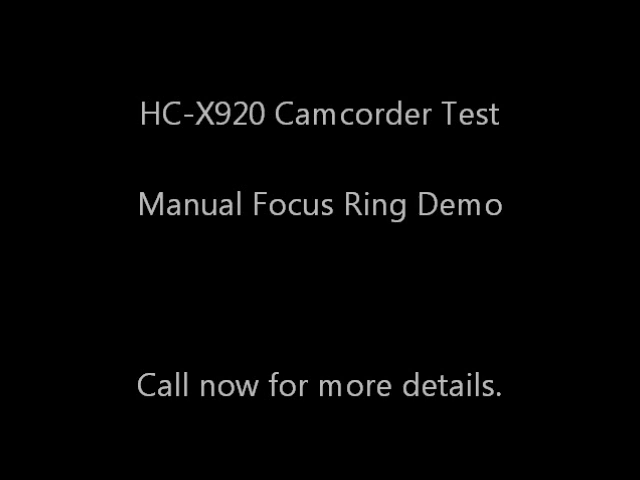 HC-X920 Camcorder Test
Manual Focus Ring Demo
Call now for more details.